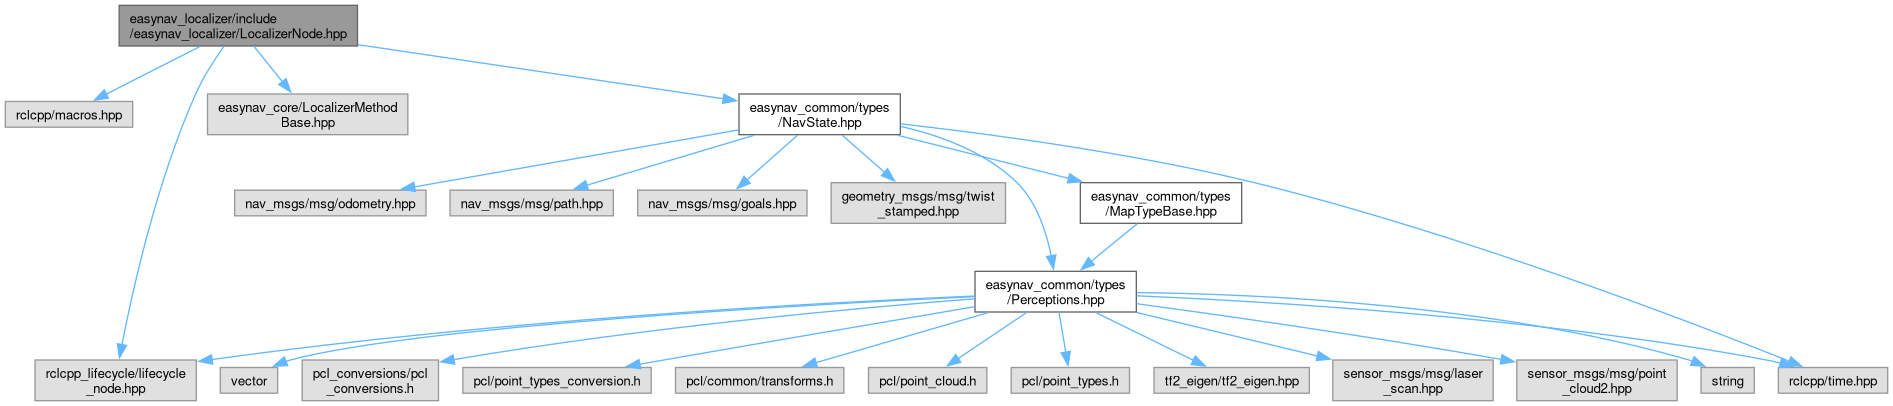 easynav_localizer/include
/easynav_localizer/LocalizerNode.hpp
rclcpp/macros.hpp
easynav_core/LocalizerMethod
Base.hpp
easynav_common/types
/NavState.hpp
nav_msgs/msg/odometry.hpp
nav_msgs/msg/path.hpp
nav_msgs/msg/goals.hpp
geometry_msgs/msg/twist
_stamped.hpp
easynav_common/types
/MapTypeBase.hpp
easynav_common/types
/Perceptions.hpp
rclcpp_lifecycle/lifecycle
_node.hpp
vector
pcl_conversions/pcl
_conversions.h
pcl/point_types_conversion.h
pcl/common/transforms.h
pcl/point_cloud.h
pcl/point_types.h
tf2_eigen/tf2_eigen.hpp
sensor_msgs/msg/laser
_scan.hpp
sensor_msgs/msg/point
_cloud2.hpp
string
rclcpp/time.hpp